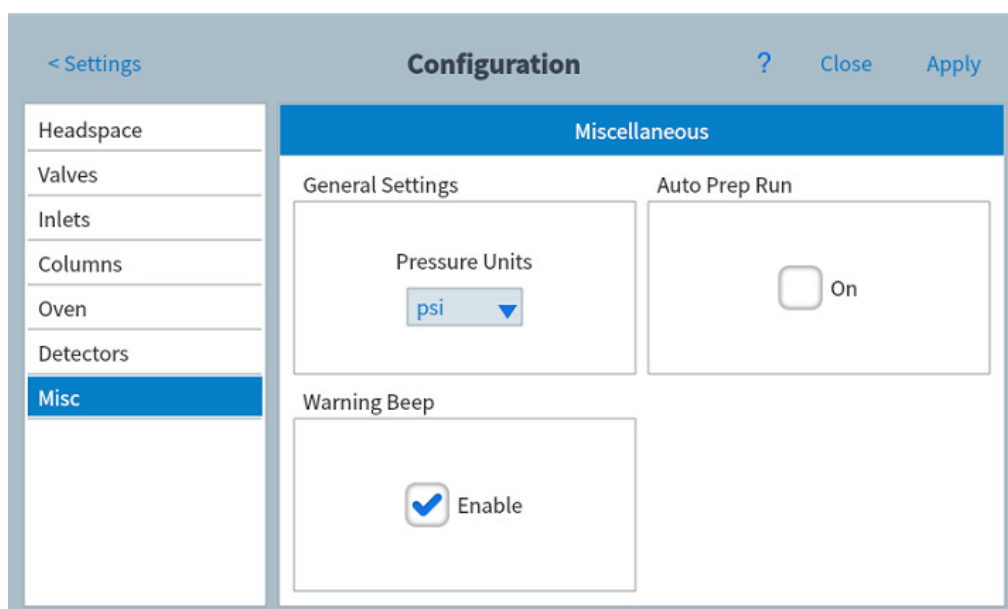 < Settings
Configuration
?
Close
Apply
Headspace
Valves
Inlets
Columns
Oven
Detectors
Misc
Miscellaneous
General Settings
Pressure Units
psi
Auto Prep Run
On
Warning Beep
Enable